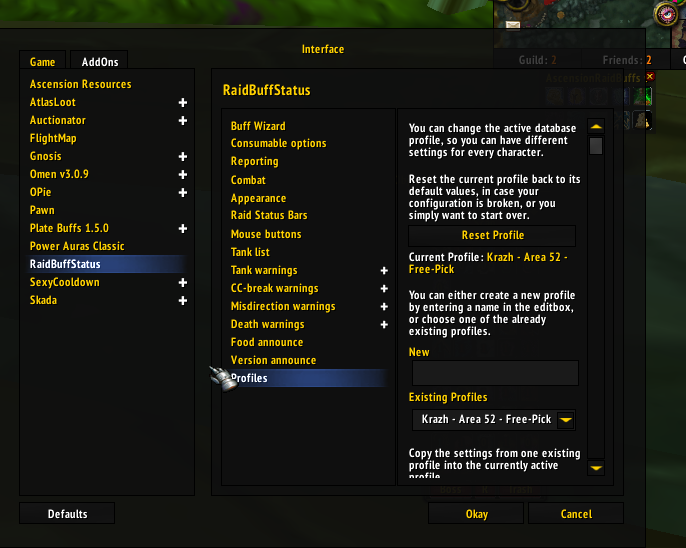 Guild: 2
Friends: 2
Interface
Game
AddOns
AscensionRaidBuffs
Ascension Resources
AtlasLoot
Auctionator
FlightMap
Gnosis
Omen v3.0.9
OPie
Pawn
Plate Buffs 1.5.0
Power Auras Classic
RaidBuffStatus
SexyCooldown
Skada
RaidBuffStatus
Buff Wizard
Consumable options
Reporting
Combat
Appearance
Raid Status Bars
Mouse buttons
Tank list
Tank warnings
CC-break warnings
Misdirection warnings
Death warnings
Food announce
Version announce
Profiles
You can change the active database
profile, so you can have different
settings for every character.
Reset the current profile back to its
default values, in case your
configuration is broken, or you
simply want to start over.
Reset Profile
Current Profile: Krazh - Area 52 -
Free-Pick
You can either create a new profile
by entering a name in the editbox,
or choose one of the already
existing profiles.
New
Existing Profiles
Krazh - Area 52 - Free-Pick
Copy the settings from one existing
profile into the currently active
profile
Defaults
Okay
Cancel